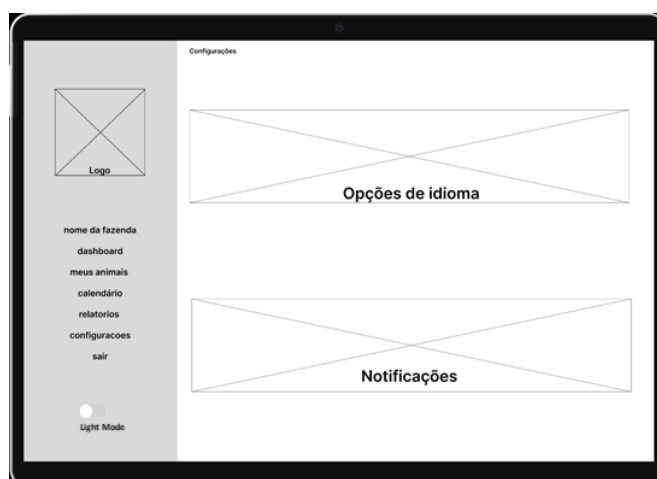 Configurações
Logo
nome da fazenda
dashboard
meus animais
calendário
relatorios
configuracoes
sair
Light Mode
Opções de idioma
Notificações